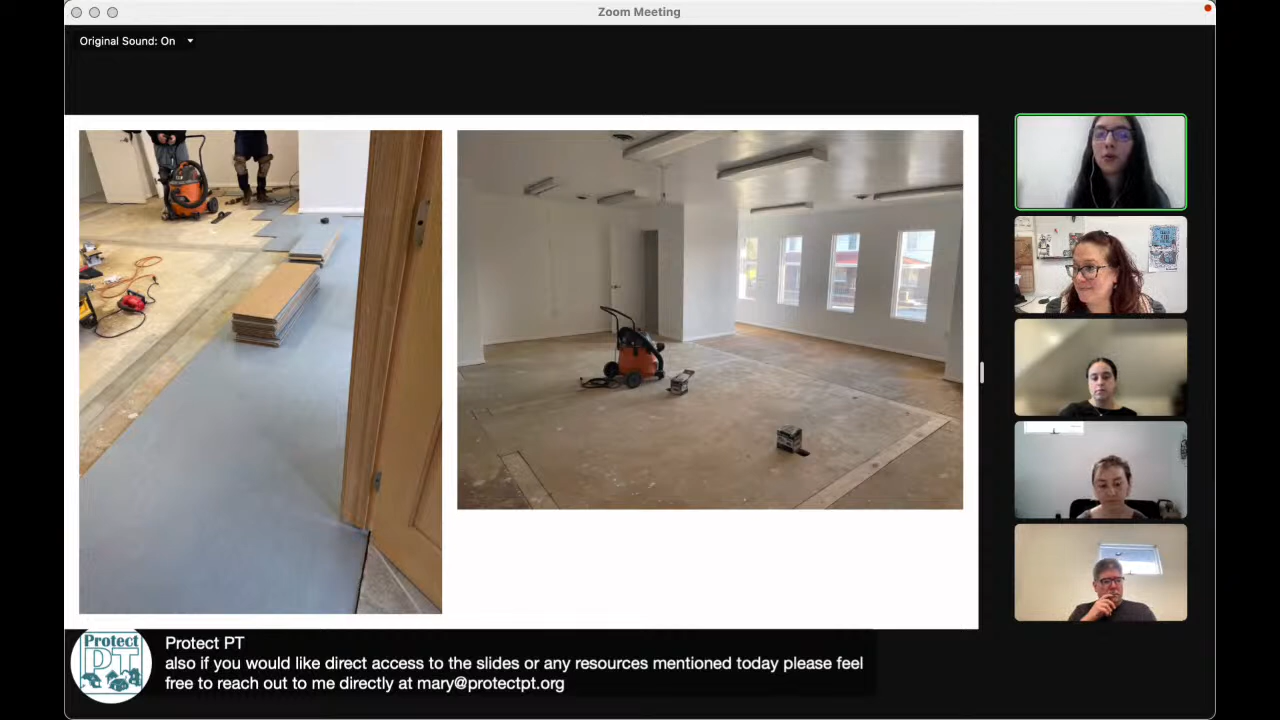 Zoom Meeting
Original Sound: On
Protect
PT
Protect PT
also if you would like direct access to the slides or any resources mentioned today please feel
free to reach out to me directly at mary@protectpt.org